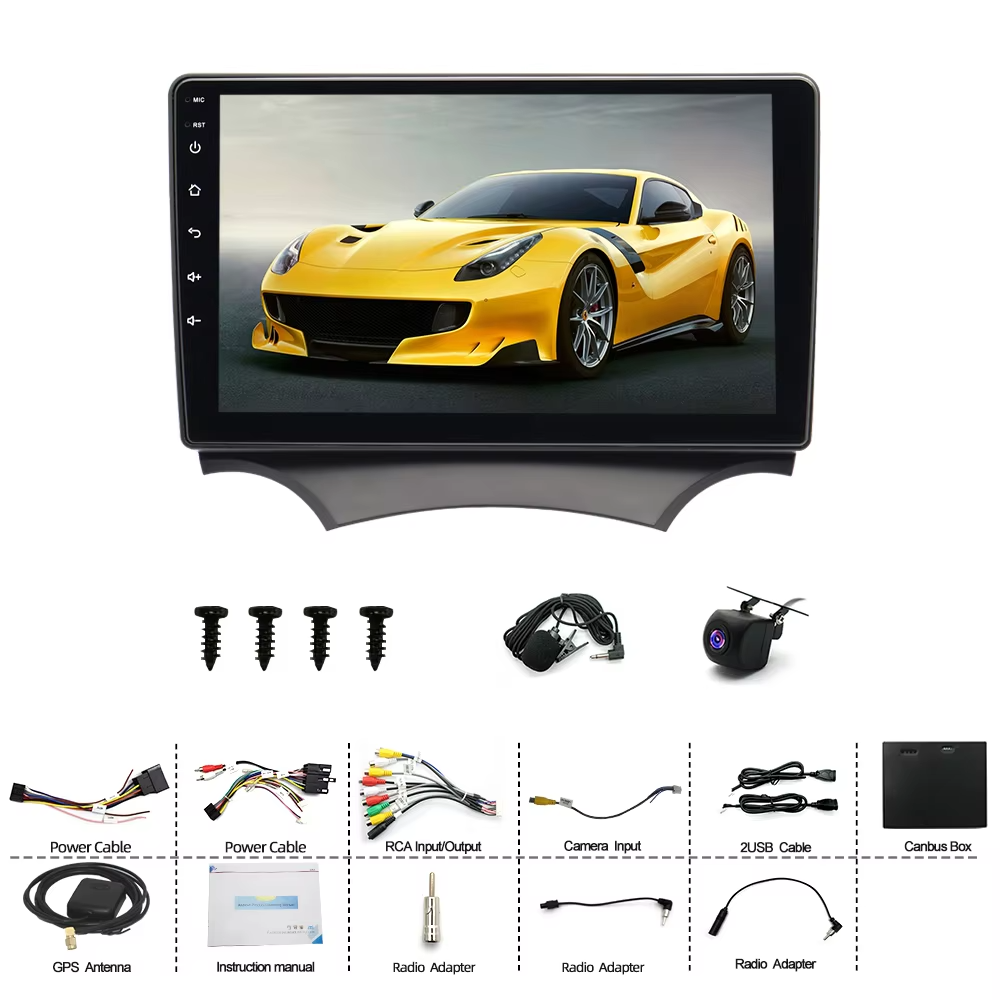 MIC
RST
Power Cable
Power Cable
RCA Input/Output
Camera Input
2USB Cable
Canbus Box
GPS Antenna
Instruction manual
Radio Adapter
Radio Adapter
Radio Adapter